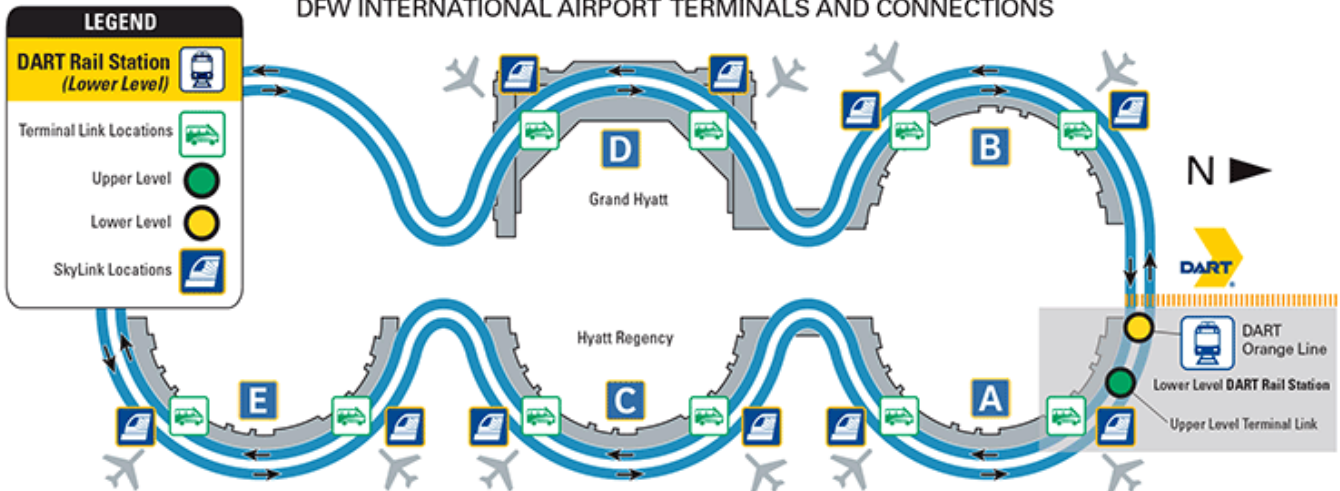 DFW INTERNATIONAL AIRPORT TERMINALS AND CONNECTIONS
LEGEND
DART Rail Station
(Lower Level)
Terminal Link Locations
Upper Level
Lower Level
SkyLink Locations
D
Grand Hyatt
B
N
DART
Hyatt Regency
E
C
A
DART
Orange Line
Lower Level DART Rail Station
Upper Level Terminal Link